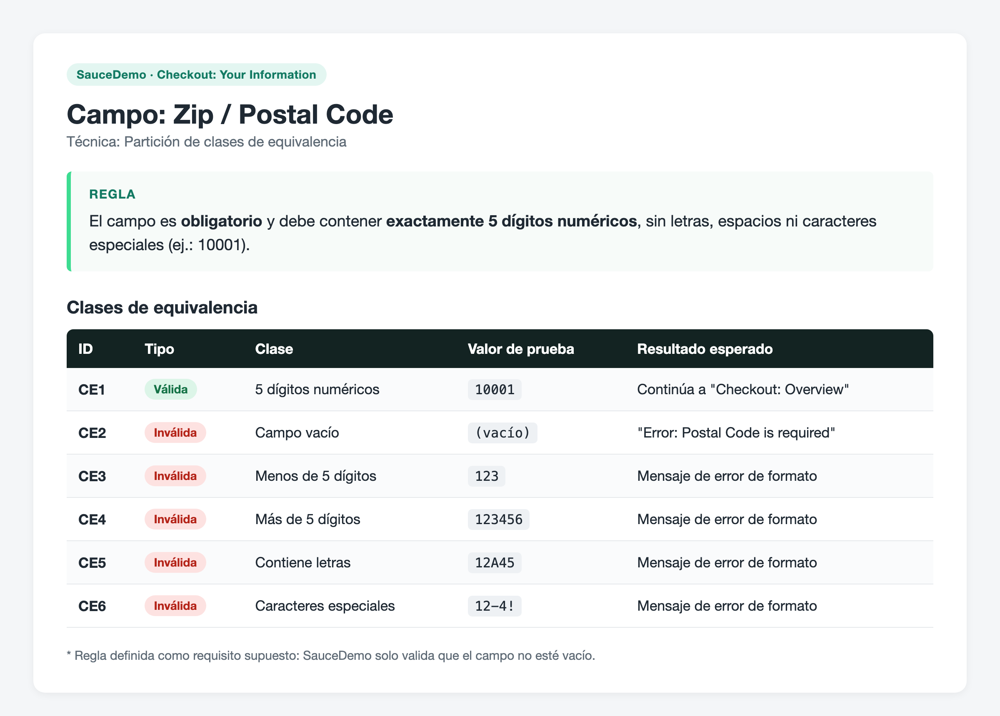 SauceDemo · Checkout: Your Information
Campo: Zip / Postal Code
Técnica: Partición de clases de equivalencia
REGLA
El campo es obligatorio y debe contener exactamente 5 dígitos numéricos, sin letras, espacios ni caracteres
especiales (ej.: 10001).
Clases de equivalencia
ID Tipo Clase Valor de prueba Resultado esperado
CE1 Válida 5 dígitos numéricos 10001 Continúa a "Checkout: Overview"
CE2 Inválida Campo vacío (vacío) "Error: Postal Code is required"
CE3 Inválida Menos de 5 dígitos 123 Mensaje de error de formato
CE4 Inválida Más de 5 dígitos 123456 Mensaje de error de formato
CE5 Inválida Contiene letras 12A45 Mensaje de error de formato
CE6 Inválida Caracteres especiales 12-4! Mensaje de error de formato
* Regla definida como requisito supuesto: SauceDemo solo valida que el campo no esté vacío.